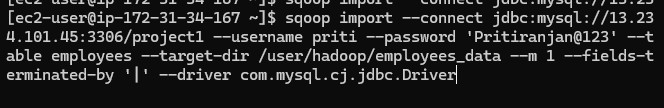 [ec2-user@ip-172-31-34-167 ~]$ sqoop import --connect jdbc:mysql://13.23
[ec2-user@ip-172-31-34-167 ~]$ sqoop import --connect jdbc:mysql://13.23
4.101.45:3306/project1 --username priti --password 'Pritiranjan@123' --t
able employees --target-dir /user/hadoop/employees_data --m 1 --fields-t
erminated-by '|' --driver com.mysql.cj.jdbc.Driver